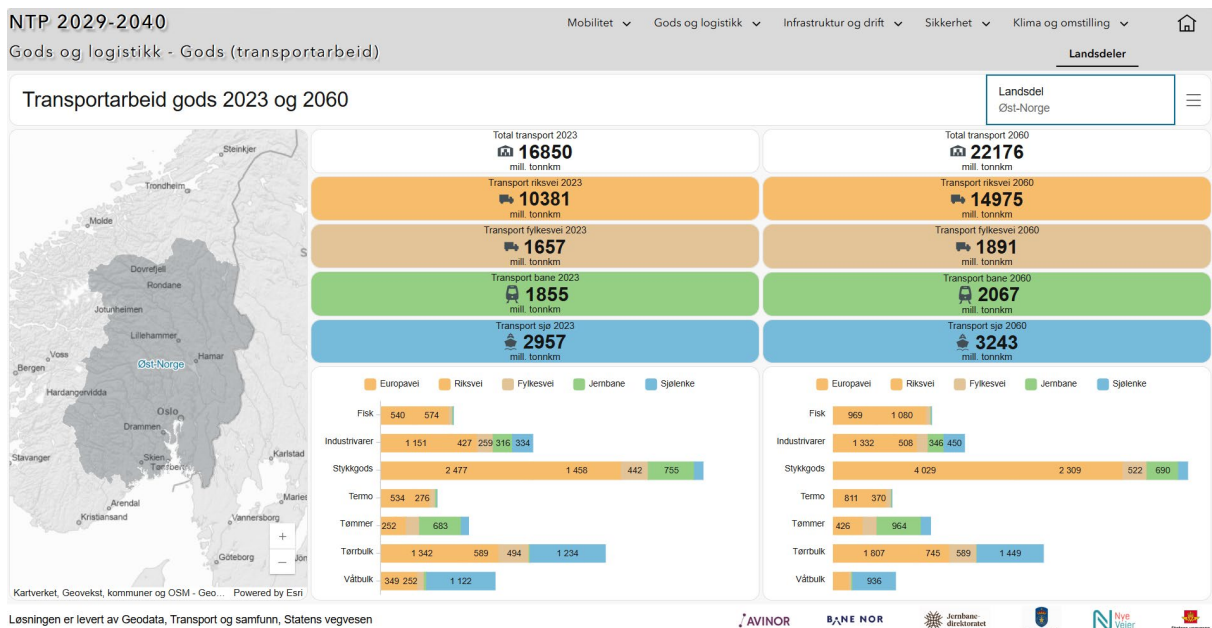 NTP 2029-2040
Mobilitet
Gods og logistikk
Infrastruktur og drift
Sikkerhet
Klima og omstilling
Gods og logistikk - Gods (transportarbeid)
Landsdeler
Transportarbeid gods 2023 og 2060
Landsdel
Øst-Norge
Steinkjer
Trondheim
Molde
Dovrefjell
Rondane
Jotunheimen
Lillehammer
Voss
Øst-Norge
Hamar
Bergen
Hardangervidda
Oslo
Drammen
Stavanger
Skien
Karlstad
Arendal
Kristiansand
Vannersborg
Göteborg
+
−
Kartverket, Geovekst, kommuner og OSM - Geo... Powered by Esri
Total transport 2023
16850
mill. tonnkm
Transport riksvei 2023
10381
mill. tonnkm
Transport fylkesvei 2023
1657
mill. tonnkm
Transport bane 2023
1855
mill. tonnkm
Transport sjø 2023
2957
mill. tonnkm
Total transport 2060
22176
mill. tonnkm
Transport riksvei 2060
14975
mill. tonnkm
Transport fylkesvei 2060
1891
mill. tonnkm
Transport bane 2060
2067
mill. tonnkm
Transport sjø 2060
3243
mill. tonnkm
Europavei Riksvei Fylkesvei Jernbane Sjølenke
Fisk 540 574
Industrivarer 1 151 427 259 316 334
Stykkgods 2 477 1 458 442 755
Termo 534 276
Tømmer 252 683
Tørrbulk 1 342 589 494 1 234
Våtbulk 349 252 1 122
Europavei Riksvei Fylkesvei Jernbane Sjølenke
Fisk 969 1 080
Industrivarer 1 332 508 346 450
Stykkgods 4 029 2 309 522 690
Termo 811 370
Tømmer 426 964
Tørrbulk 1 807 745 589 1 449
Våtbulk 936
Løsningen er levert av Geodata, Transport og samfunn, Statens vegvesen
AVINOR
BANE NOR
Jernbane-
direktoratet
Nye
Veier
Statens vegvesen